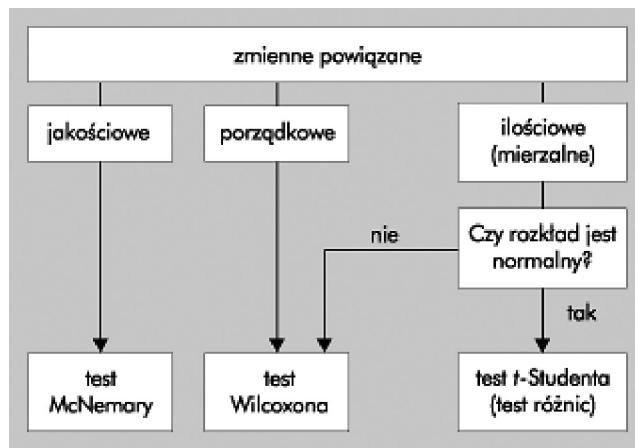 zmienne powiązane
jakościowe
porządkowe
ilościowe
(mierzalne)
nie
Czy rozkład jest
normalny?
tak
test
McNemary
test
Wilcoxona
test t-Studenta
(test różnic)